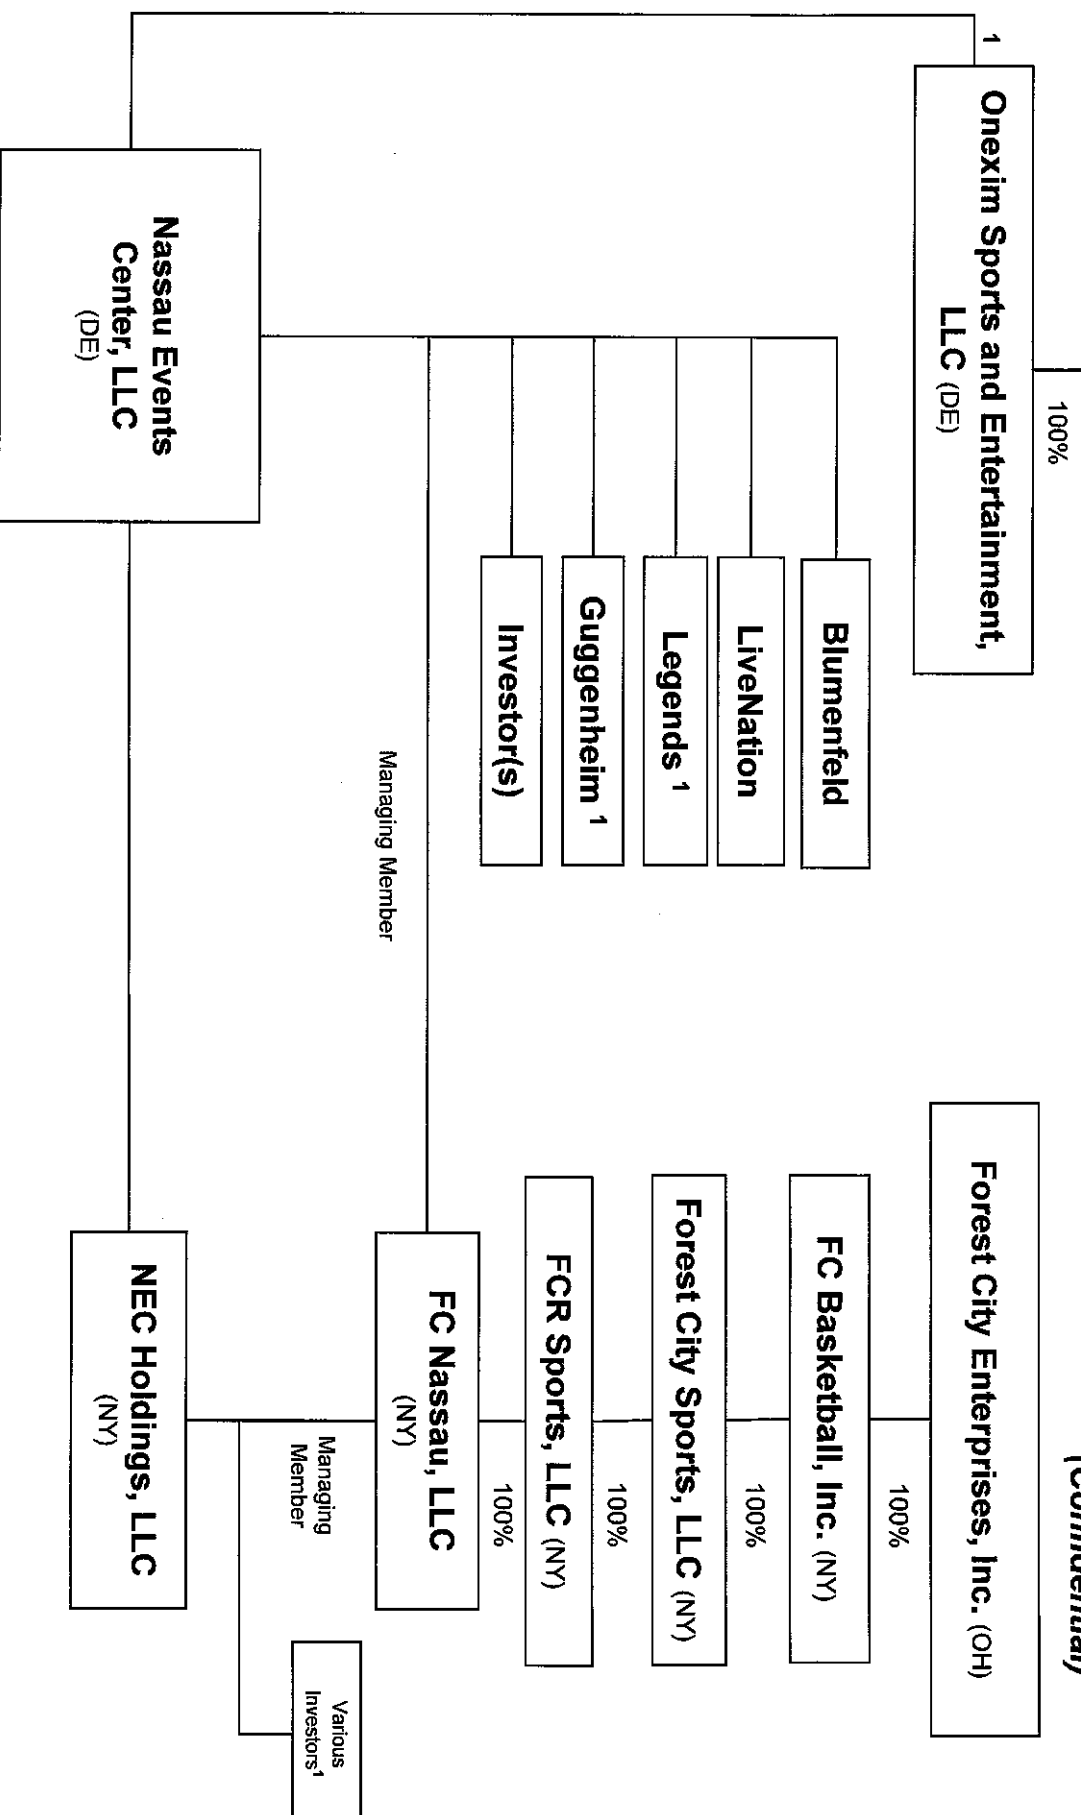 (Confidential)
100%
1
Onexim Sports and Entertainment,
LLC (DE)
Forest City Enterprises, Inc. (OH)
100%
Blumenfeld
FC Basketball, Inc. (NY)
LiveNation
100%
Legends 1
Forest City Sports, LLC (NY)
100%
Guggenheim 1
FCR Sports, LLC (NY)
Investor(s)
100%
Managing Member
FC Nassau, LLC
(NY)
Managing
Member
Various
Investors1
Nassau Events
Center, LLC
(DE)
NEC Holdings, LLC
(NY)